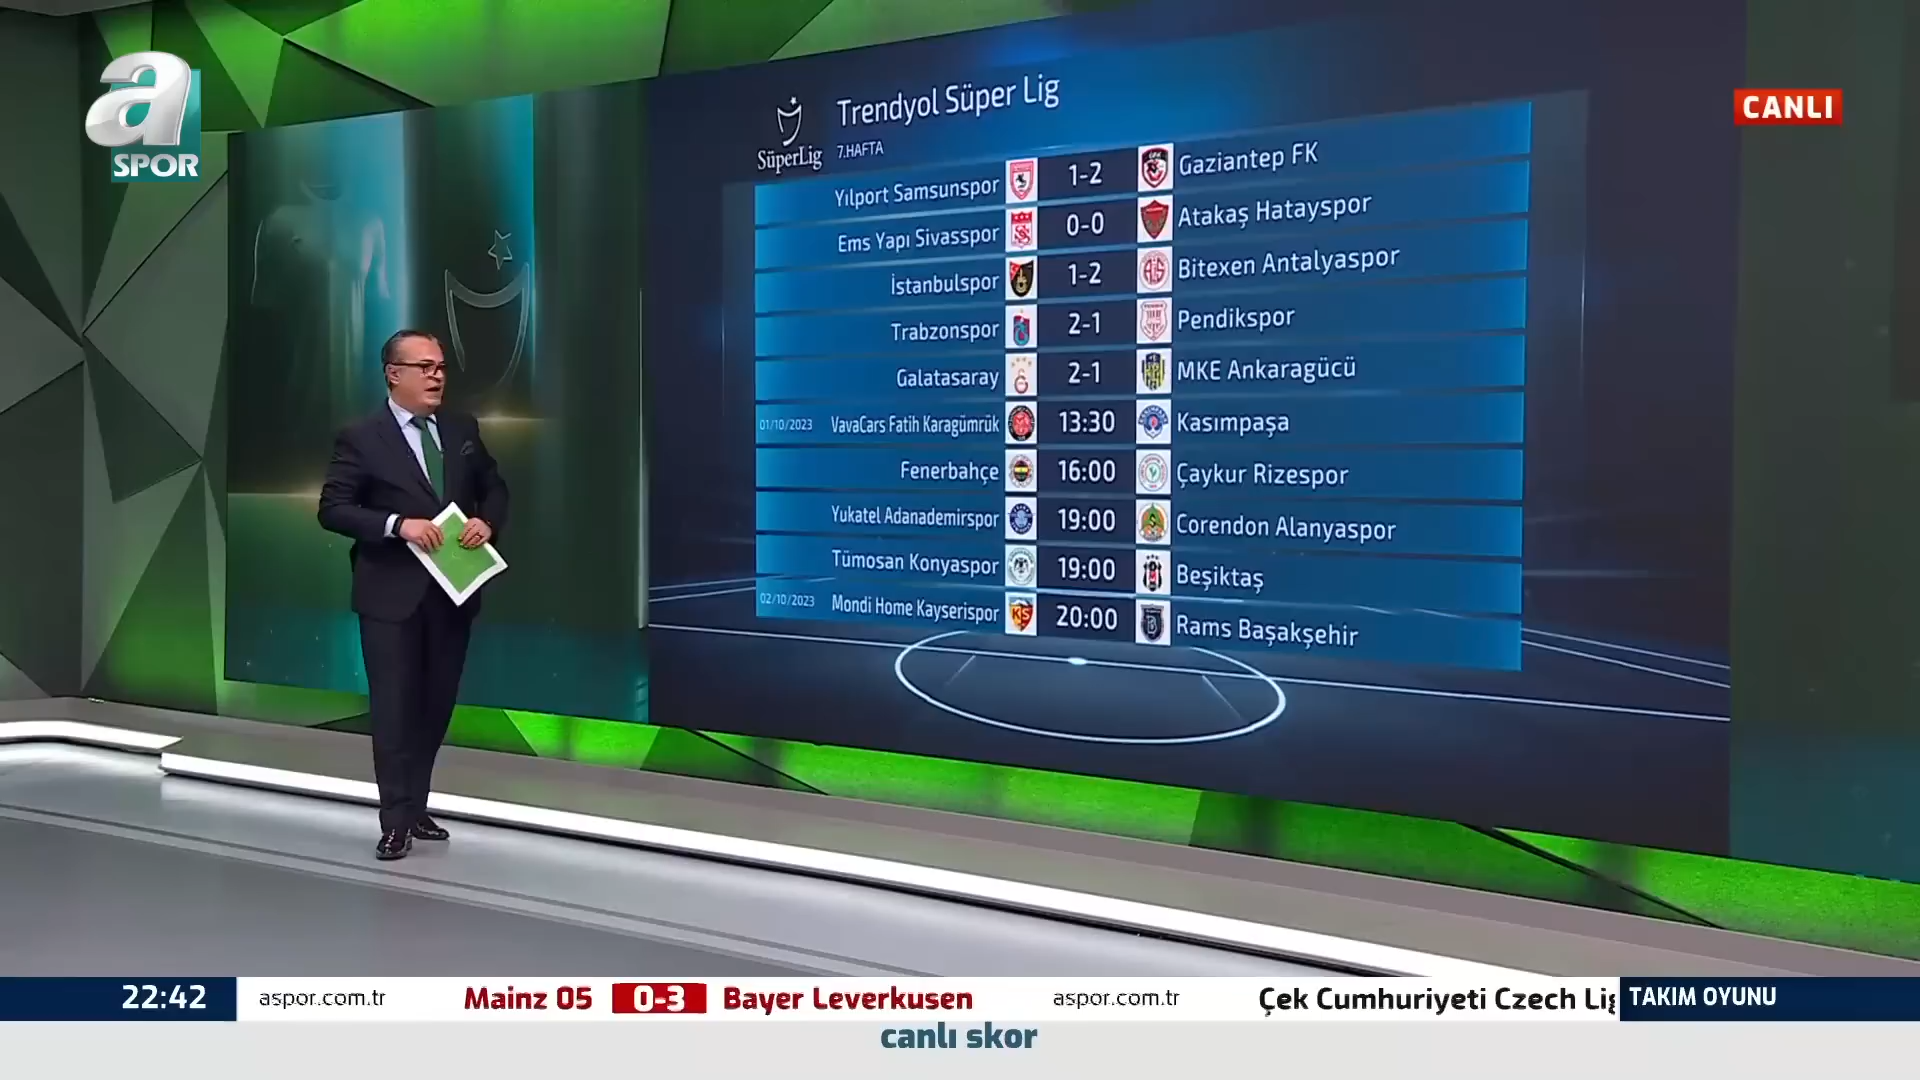 a
SPOR
CANLI
SüperLig
Trendyol Süper Lig
7.HAFTA
Yılport Samsunspor 1-2 Gaziantep FK
Ems Yapı Sivasspor 0-0 Atakaş Hatayspor
İstanbulspor 1-2 Bitexen Antalyaspor
Trabzonspor 2-1 Pendikspor
Galatasaray 2-1 MKE Ankaragücü
01/10/2023 VavaCars Fatih Karagümrük 13:30 Kasımpaşa
Fenerbahçe 16:00 Çaykur Rizespor
Yukatel Adanademirspor 19:00 Corendon Alanyaspor
Tümosan Konyaspor 19:00 Beşiktaş
02/10/2023 Mondi Home Kayserispor 20:00 Rams Başakşehir
22:42 aspor.com.tr Mainz 05 0-3 Bayer Leverkusen aspor.com.tr Çek Cumhuriyeti Czech Lig TAKIM OYUNU
canlı skor